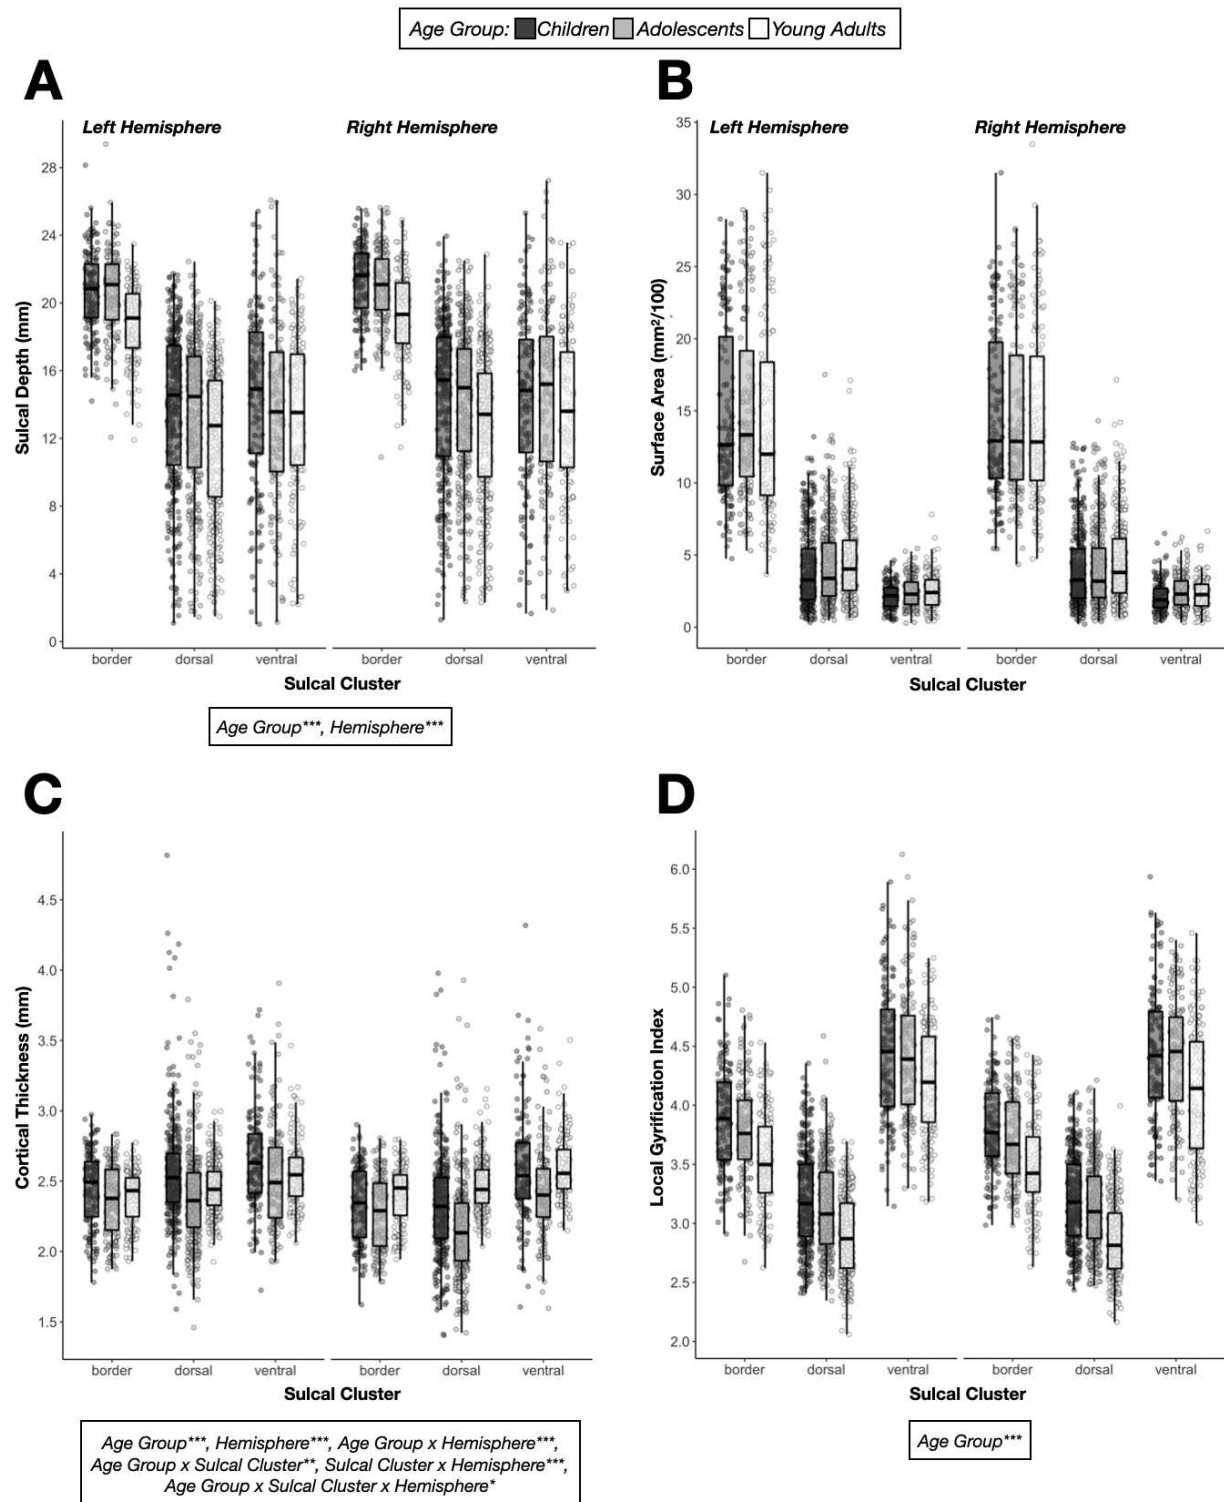 Age Group: Children Adolescents Young Adults
A
Left Hemisphere Right Hemisphere
Sulcal Depth (mm)
28
24
20
16
12
8
4
0
border dorsal ventral border dorsal ventral
Sulcal Cluster
Age Group***, Hemisphere***
B
Left Hemisphere Right Hemisphere
Surface Area (mm²/100)
35
30
25
20
15
10
5
0
border dorsal ventral border dorsal ventral
Sulcal Cluster
C
Cortical Thickness (mm)
4.5
4.0
3.5
3.0
2.5
2.0
1.5
border dorsal ventral border dorsal ventral
Sulcal Cluster
Age Group***, Hemisphere***, Age Group x Hemisphere***,
Age Group x Sulcal Cluster**, Sulcal Cluster x Hemisphere***,
Age Group x Sulcal Cluster x Hemisphere*
D
Local Gyrification Index
6.0
5.5
5.0
4.5
4.0
3.5
3.0
2.5
2.0
border dorsal ventral border dorsal ventral
Sulcal Cluster
Age Group***